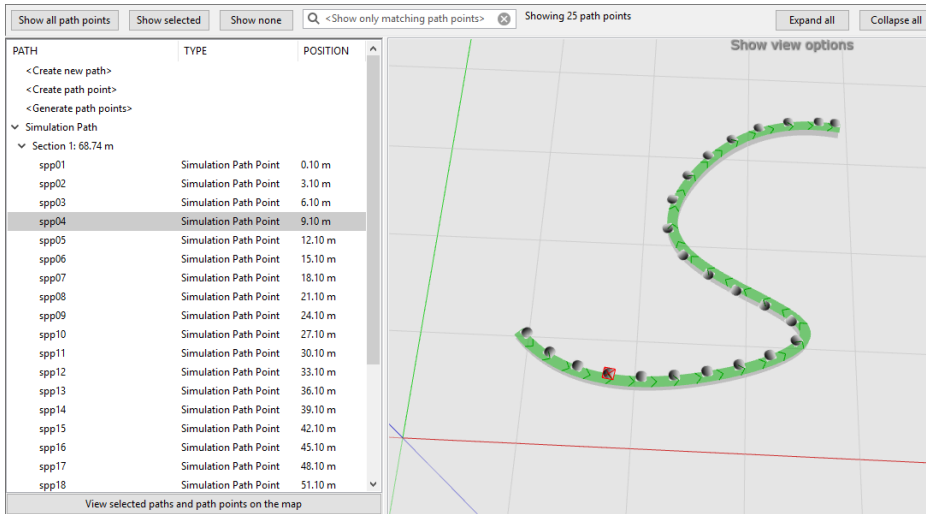 Show all path points Show selected Show none <Show only matching path points> Showing 25 path points Expand all Collapse all
PATH TYPE POSITION
<Create new path>
<Create path point>
<Generate path points>
Simulation Path
Section 1: 68.74 m
spp01 Simulation Path Point 0.10 m
spp02 Simulation Path Point 3.10 m
spp03 Simulation Path Point 6.10 m
spp04 Simulation Path Point 9.10 m
spp05 Simulation Path Point 12.10 m
spp06 Simulation Path Point 15.10 m
spp07 Simulation Path Point 18.10 m
spp08 Simulation Path Point 21.10 m
spp09 Simulation Path Point 24.10 m
spp10 Simulation Path Point 27.10 m
spp11 Simulation Path Point 30.10 m
spp12 Simulation Path Point 33.10 m
spp13 Simulation Path Point 36.10 m
spp14 Simulation Path Point 39.10 m
spp15 Simulation Path Point 42.10 m
spp16 Simulation Path Point 45.10 m
spp17 Simulation Path Point 48.10 m
spp18 Simulation Path Point 51.10 m
View selected paths and path points on the map
Show view options